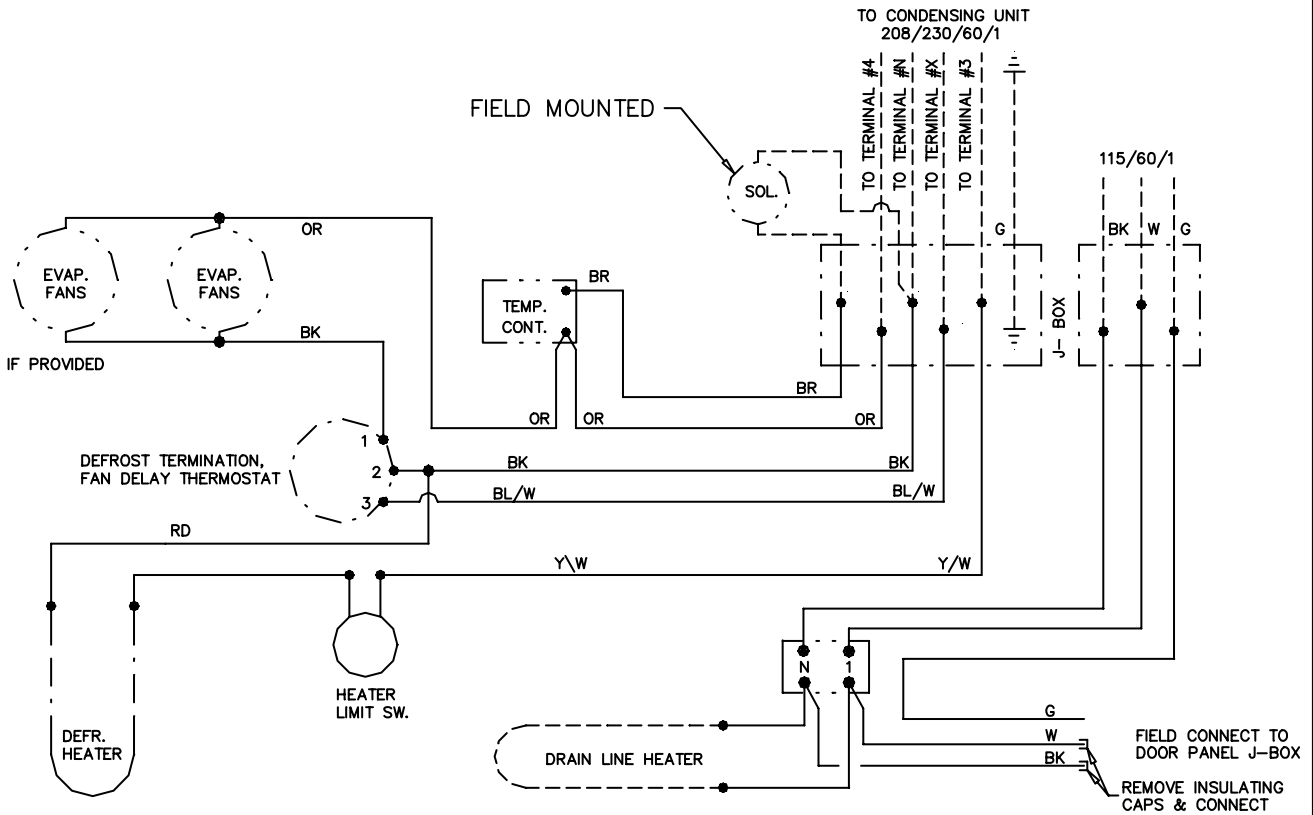 TO CONDENSING UNIT
208/230/60/1
TO TERMINAL #4
TO TERMINAL #N
TO TERMINAL #X
TO TERMINAL #3
FIELD MOUNTED
115/60/1
SOL.
G
BK W G
OR
EVAP.
FANS
EVAP.
FANS
BR
TEMP.
CONT.
J-BOX
BK
IF PROVIDED
BR
OR
OR
OR
1
DEFROST TERMINATION,
FAN DELAY THERMOSTAT
2
BK
BK
3
BL/W
BL/W
RD
Y\W
Y/W
N
1
HEATER
LIMIT SW.
G
DEFR.
HEATER
W
FIELD CONNECT TO
DOOR PANEL J-BOX
DRAIN LINE HEATER
BK
REMOVE INSULATING
CAPS & CONNECT